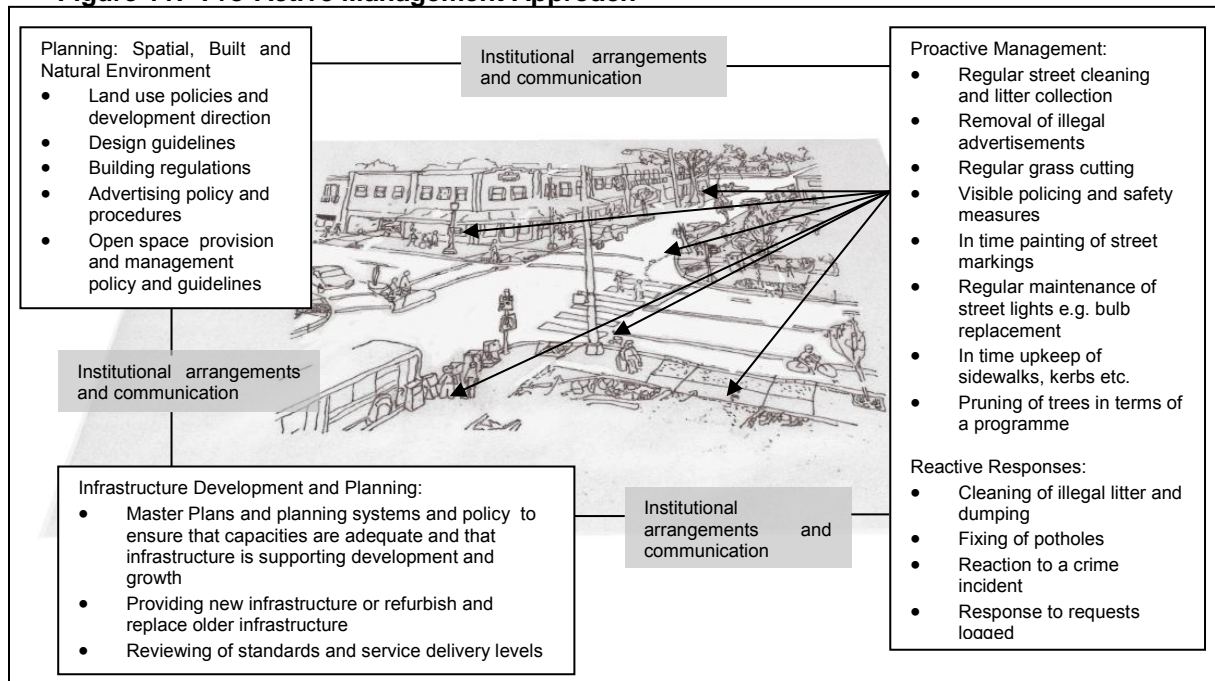 Figure Pro-Active Management Approach
Planning: Spatial, Built and
Natural Environment
• Land use policies and
development direction
• Design guidelines
• Building regulations
• Advertising policy and
procedures
• Open space provision
and management
policy and guidelines
Institutional arrangements
and communication
Proactive Management:
• Regular street cleaning
and litter collection
• Removal of illegal
advertisements
• Regular grass cutting
• Visible policing and safety
measures
• In time painting of street
markings
• Regular maintenance of
street lights e.g. bulb
replacement
• In time upkeep of
sidewalks, kerbs etc.
• Pruning of trees in terms of
a programme
Reactive Responses:
• Cleaning of illegal litter and
dumping
• Fixing of potholes
• Reaction to a crime
incident
• Response to requests
logged
Institutional arrangements
and communication
Infrastructure Development and Planning:
• Master Plans and planning systems and policy to
ensure that capacities are adequate and that
infrastructure is supporting development and
growth
• Providing new infrastructure or refurbish and
replace older infrastructure
• Reviewing of standards and service delivery levels
Institutional
arrangements and
communication